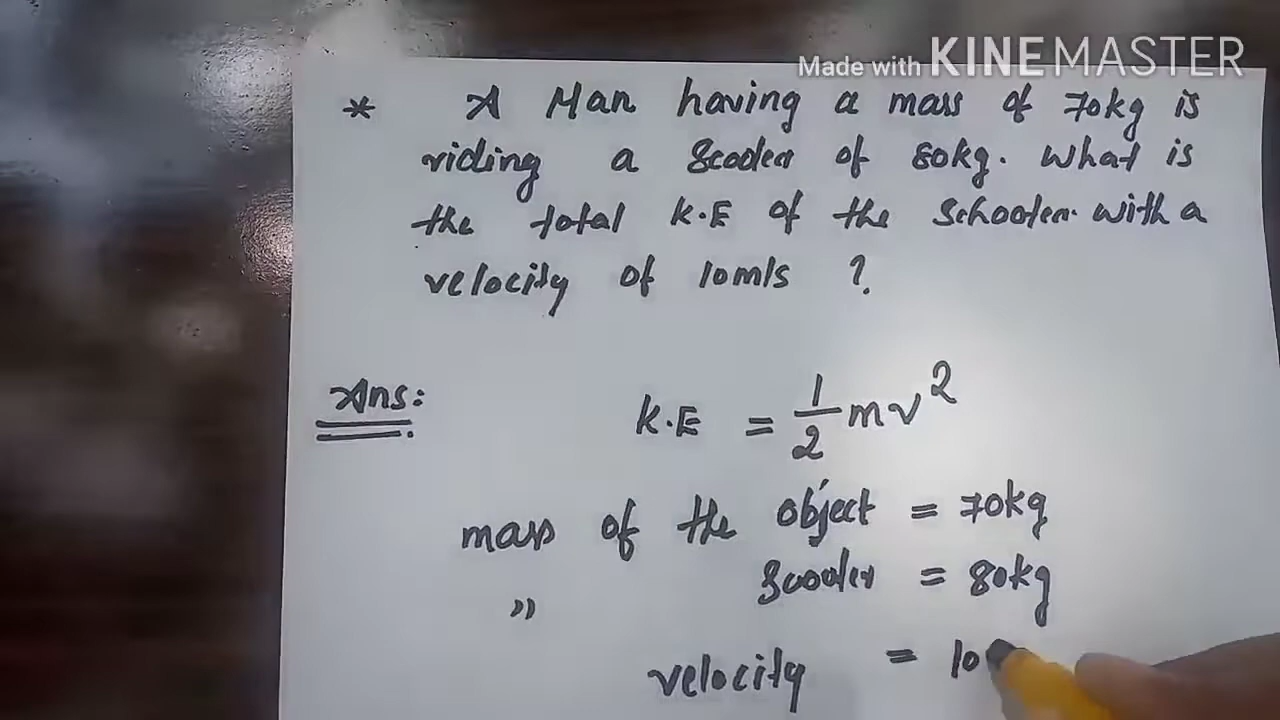 Made with KINEMASTER
* A Man having a mass of 70kg is
riding a Scooter of 80kg. What is
the total K.E of the Schooter with a
velocity of 10m/s ?
Ans:
K.E = 1/2 mv²
mass of the object = 70kg
" Scooter = 80kg
velocity = 10